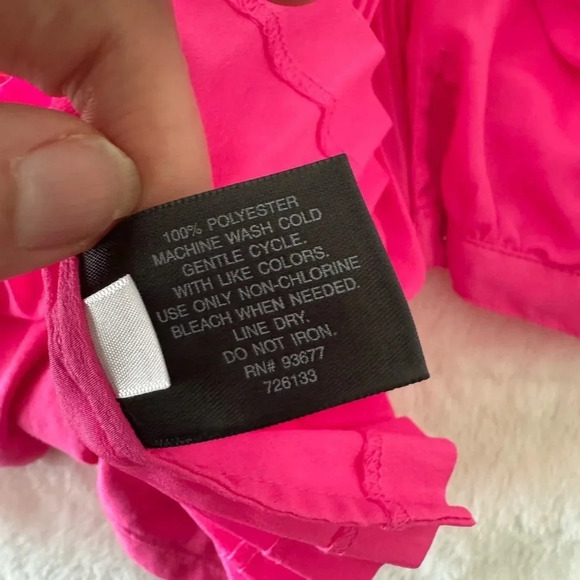 100% POLYESTER
MACHINE WASH COLD
GENTLE CYCLE.
WITH LIKE COLORS.
USE ONLY NON-CHLORINE
BLEACH WHEN NEEDED.
LINE DRY.
DO NOT IRON.
RN# 93677
726133